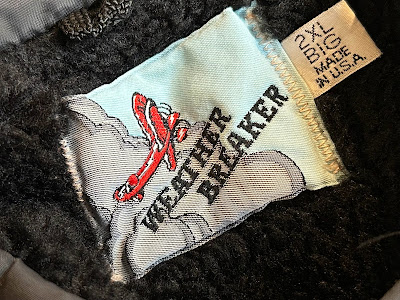 WEATHER
BREAKER
2XL
BIG
MADE
IN U.S.A.